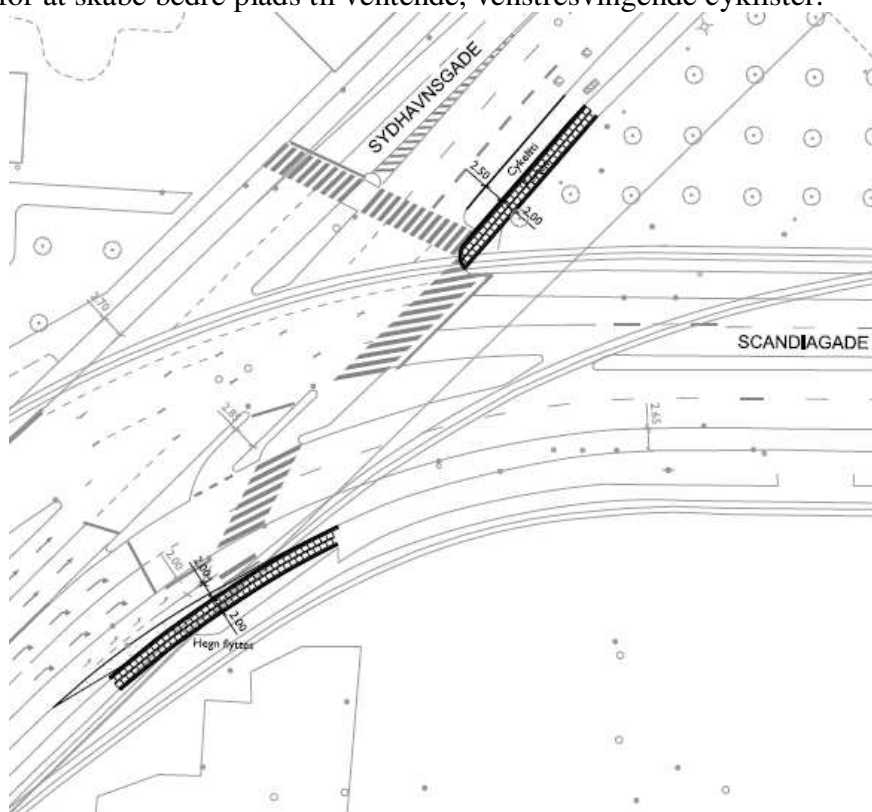 for at skabe bedre plads til ventende, venstresvingende cyklister.
SYDHAVNSGADE
Cykelsti
2.50
2.00
2.70
SCANDIAGADE
2.85
2.65
2.00
2.00
2.00
Hegn flyttes